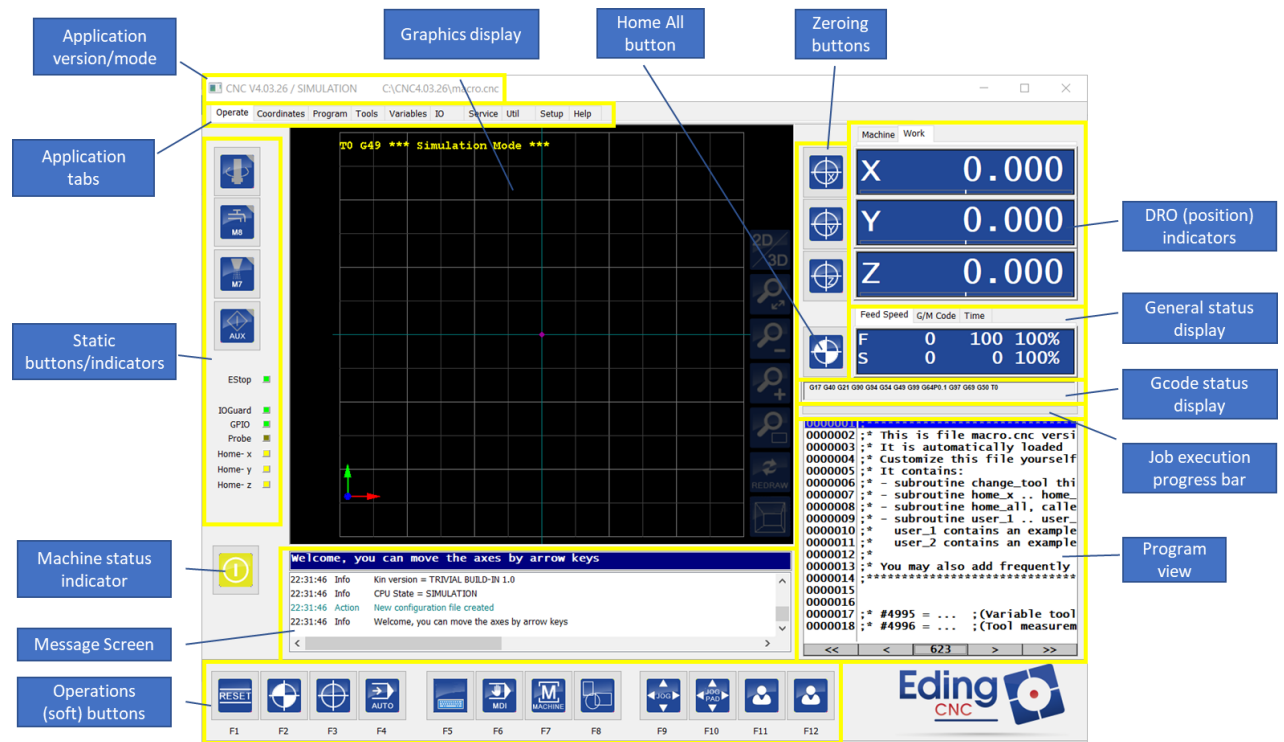 Application
version/mode
Graphics display
Home All
button
Zeroing
buttons
CNC V4.03.26 / SIMULATION C:\CNC4.03.26\macro.cnc
Operate Coordinates Program Tools Variables IO Service Util Setup Help
Application
tabs
T0 G49 *** Simulation Mode ***
Machine Work
X 0.000
Y 0.000
Z 0.000
X
Y
Z
DRO (position)
indicators
M8
M7
AUX
2D
3D
General status
display
Feed Speed G/M Code Time
F 0 100 100%
S 0 0 100%
Static
buttons/indicators
EStop
IOGuard
GPIO
Probe
Home- x
Home- y
Home- z
REDRAW
G17 G40 G21 G90 G94 G54 G49 G99 G64P0.1 G97 G69 G50 T0
Gcode status
display
Job execution
progress bar
0000001;
0000002;* This is file macro.cnc versi
0000003;* It is automatically loaded
0000004;* Customize this file yourself
0000005;* It contains:
0000006;* - subroutine change_tool thi
0000007;* - subroutine home_x .. home_
0000008;* - subroutine home_all, calle
0000009;* - subroutine user_1 .. user_
0000010;* user_1 contains an example
0000011;* user_2 contains an example
0000012;*
0000013;* You may also add frequently
0000014;******************************
0000015
0000016
0000017;* #4995 = ... ;(Variable tool
0000018;* #4996 = ... ;(Tool measurem
<< < 623 > >>
Program
view
Machine status
indicator
Welcome, you can move the axes by arrow keys
22:31:46 Info Kin version = TRIVIAL BUILD-IN 1.0
22:31:46 Info CPU State = SIMULATION
22:31:46 Action New configuration file created
22:31:46 Info Welcome, you can move the axes by arrow keys
Message Screen
Operations
(soft) buttons
RESET AUTO MDI M MACHINE JOG JOG PAD
F1 F2 F3 F4 F5 F6 F7 F8 F9 F10 F11 F12
Eding
CNC